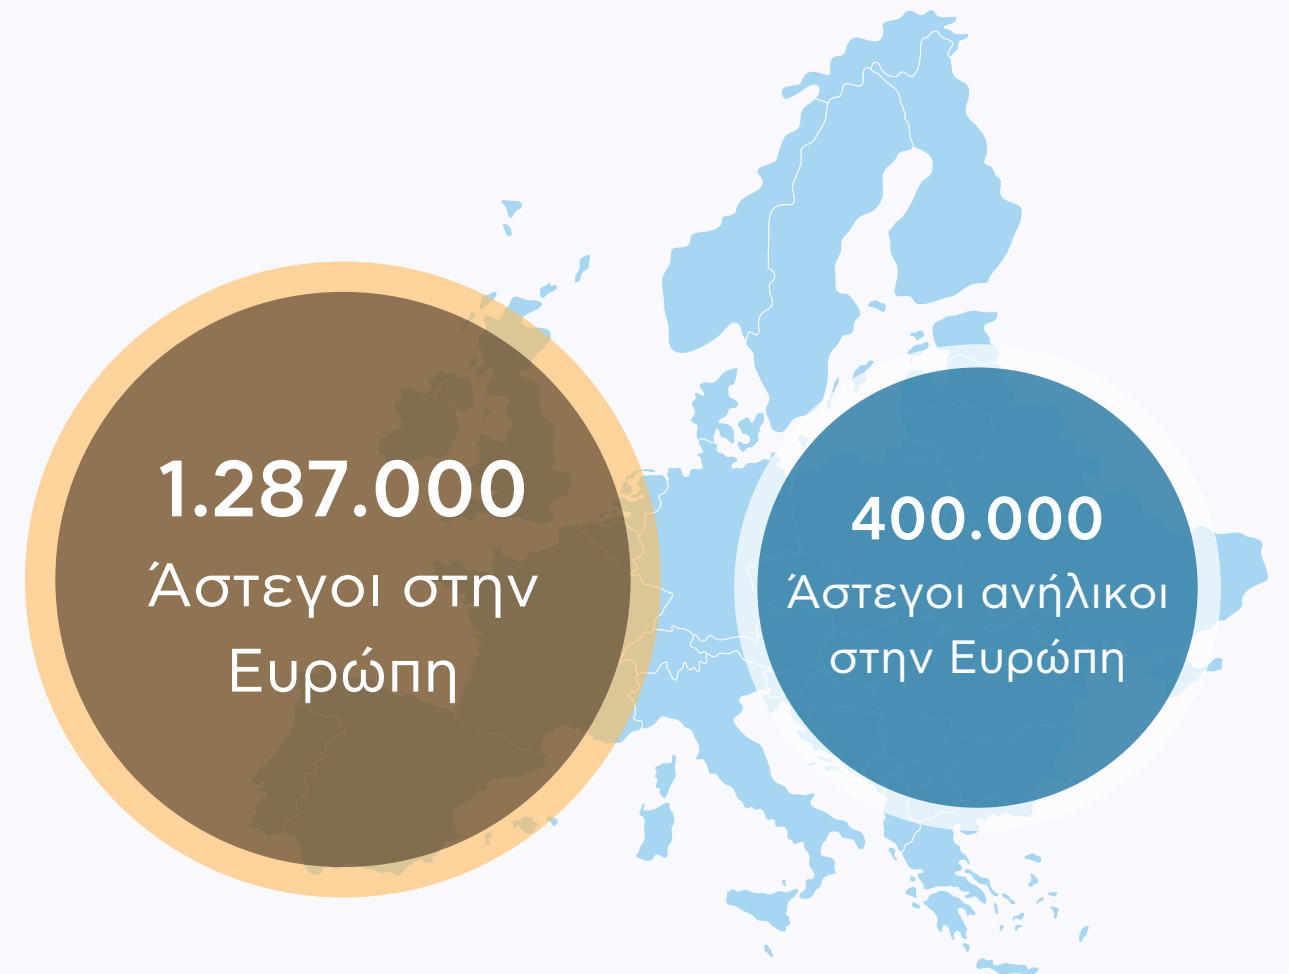 1.287.000
Άστεγοι στην
Ευρώπη
400.000
Άστεγοι ανήλικοι
στην Ευρώπη